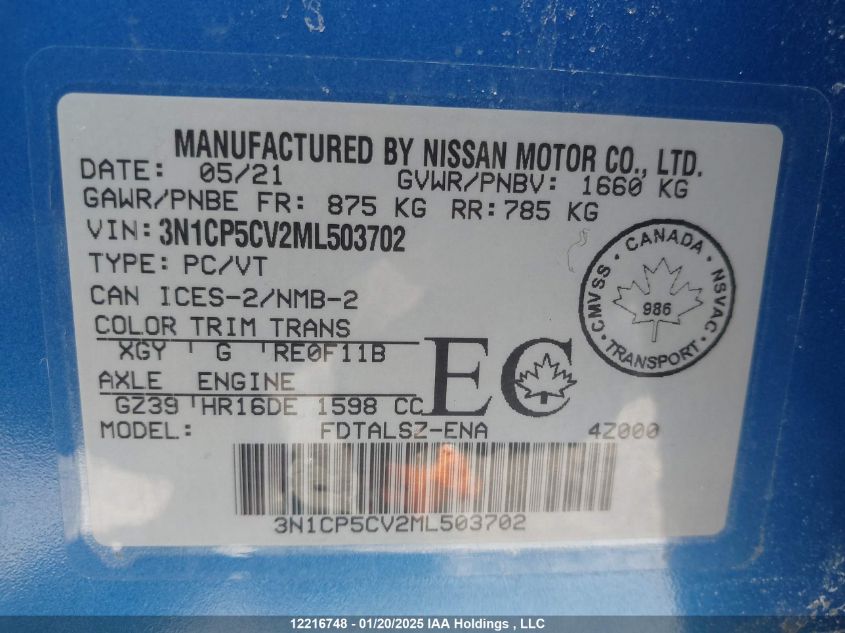 MANUFACTURED BY NISSAN MOTOR CO., LTD.
DATE: 05/21 GVWR/PNBV: 1660 KG
GAWR/PNBE FR: 875 KG RR: 785 KG
VIN: 3N1CP5CV2ML503702
TYPE: PC/VT
CAN ICES-2/NMB-2
COLOR TRIM TRANS
XGY G RE0F11B
AXLE ENGINE
GZ39 HR16DE 1598 CC
MODEL: FDTALSZ-ENA 4Z000
EC
CANADA
CMVSS NSVAC
986
TRANSPORT
3N1CP5CV2ML503702
12216748 - 01/20/2025 IAA Holdings , LLC